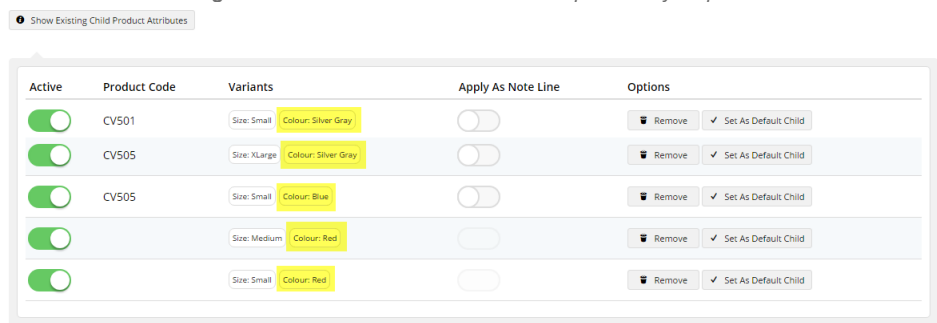 Show Existing Child Product Attributes
Active Product Code Variants Apply As Note Line Options
CV501 Size: Small Colour: Silver Gray Remove Set As Default Child
CV505 Size: XLarge Colour: Silver Gray Remove Set As Default Child
CV505 Size: Small Colour: Blue Remove Set As Default Child
Size: Medium Colour: Red Remove Set As Default Child
Size: Small Colour: Red Remove Set As Default Child